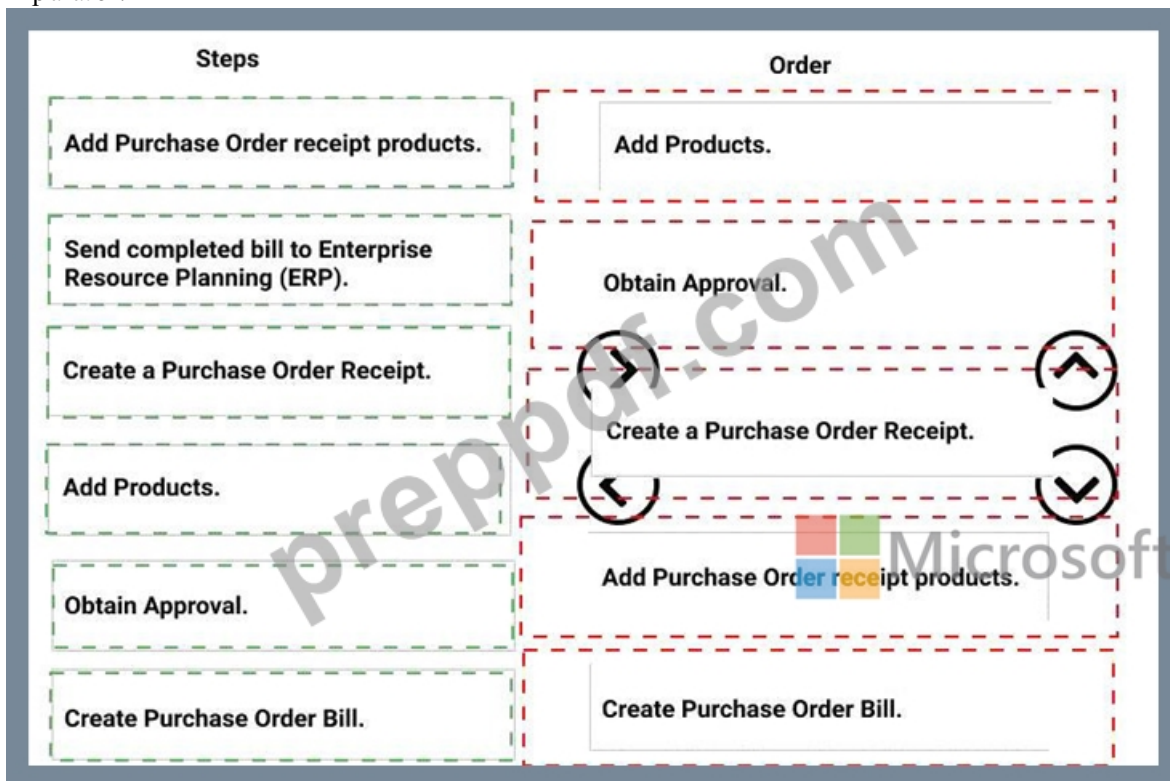 Steps
Add Purchase Order receipt products.
Send completed bill to Enterprise
Resource Planning (ERP).
Create a Purchase Order Receipt.
Add Products.
Obtain Approval.
Create Purchase Order Bill.
Order
Add Products.
Obtain Approval.
Create a Purchase Order Receipt.
Add Purchase Order receipt products.
Create Purchase Order Bill.
preppdf.com
Microsoft